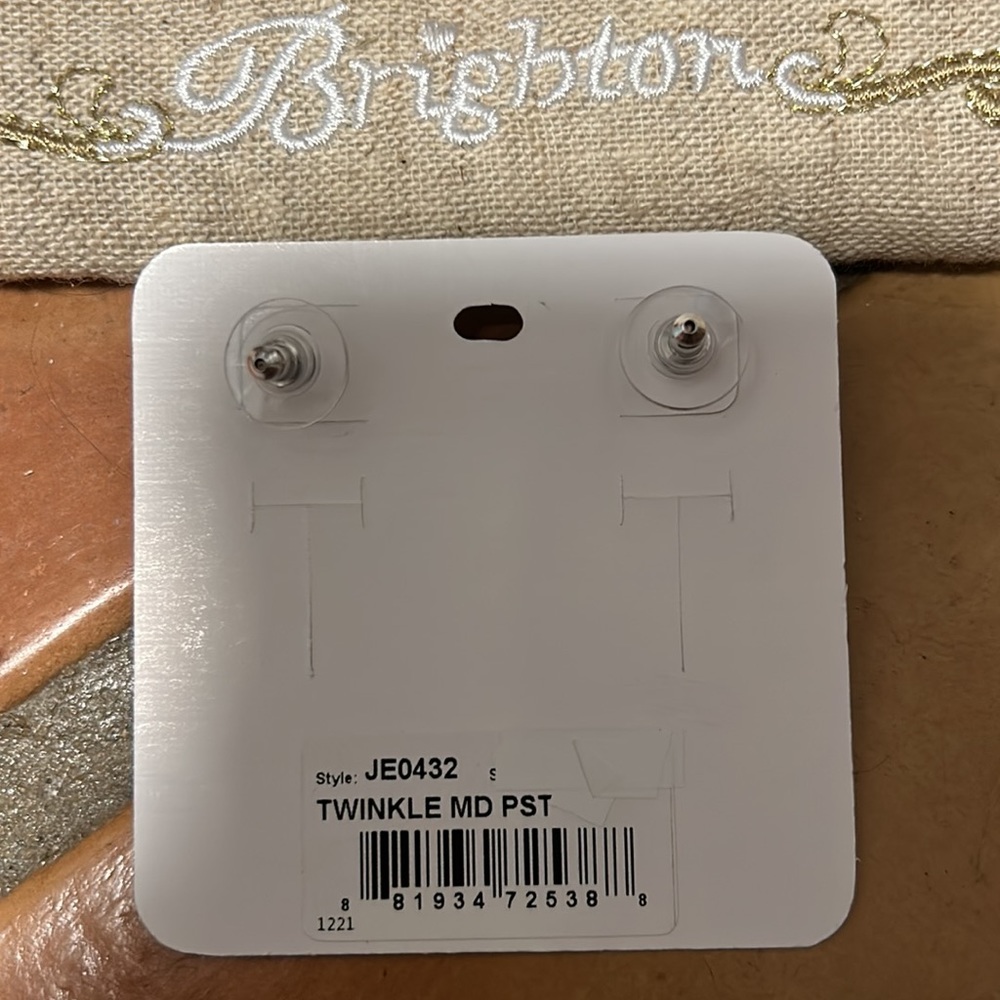 Brighton
Style: JE0432 S
TWINKLE MD PST
8 81934 72538 8
1221